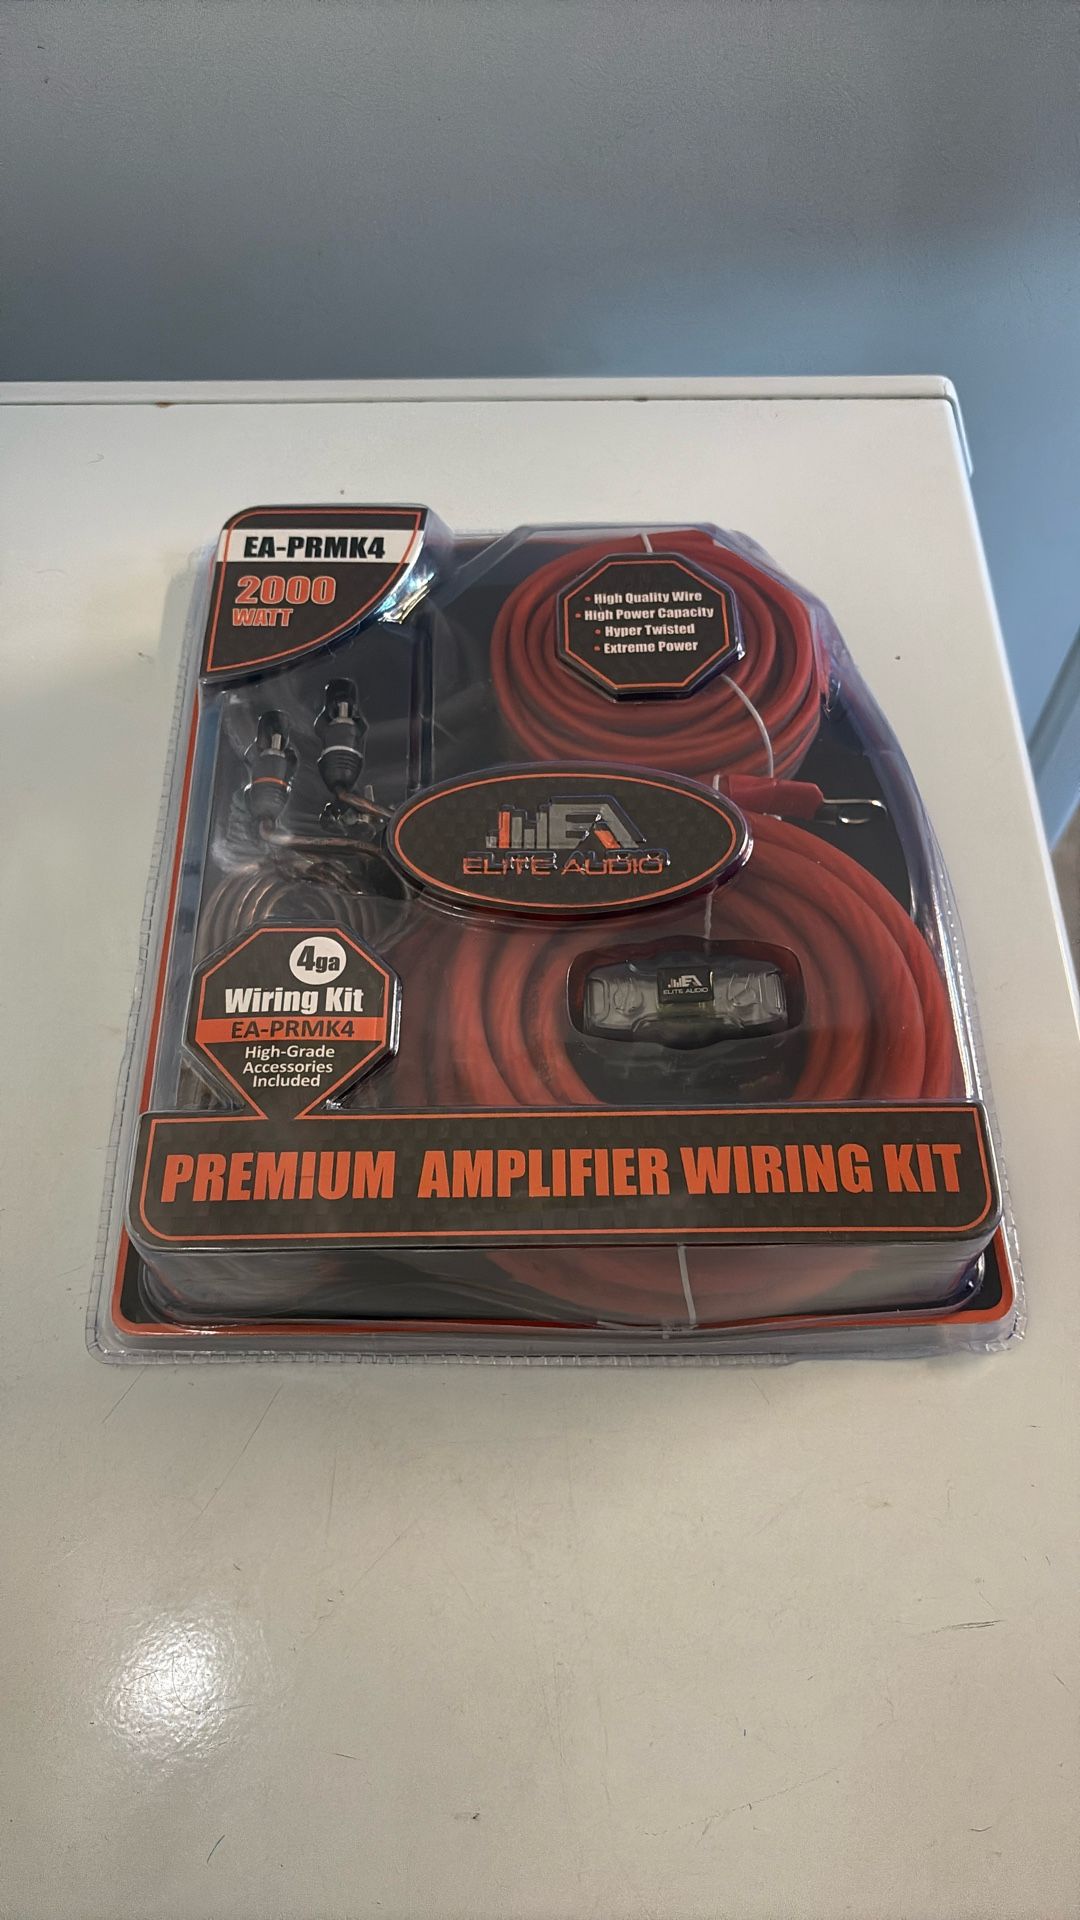 EA-PRMK4
2000
WATT
• High Quality Wire
• High Power Capacity
• Hyper Twisted
• Extreme Power
EA
ELITE AUDIO
4ga
Wiring Kit
EA-PRMK4
High-Grade
Accessories
Included
EA
ELITE AUDIO
PREMIUM AMPLIFIER WIRING KIT